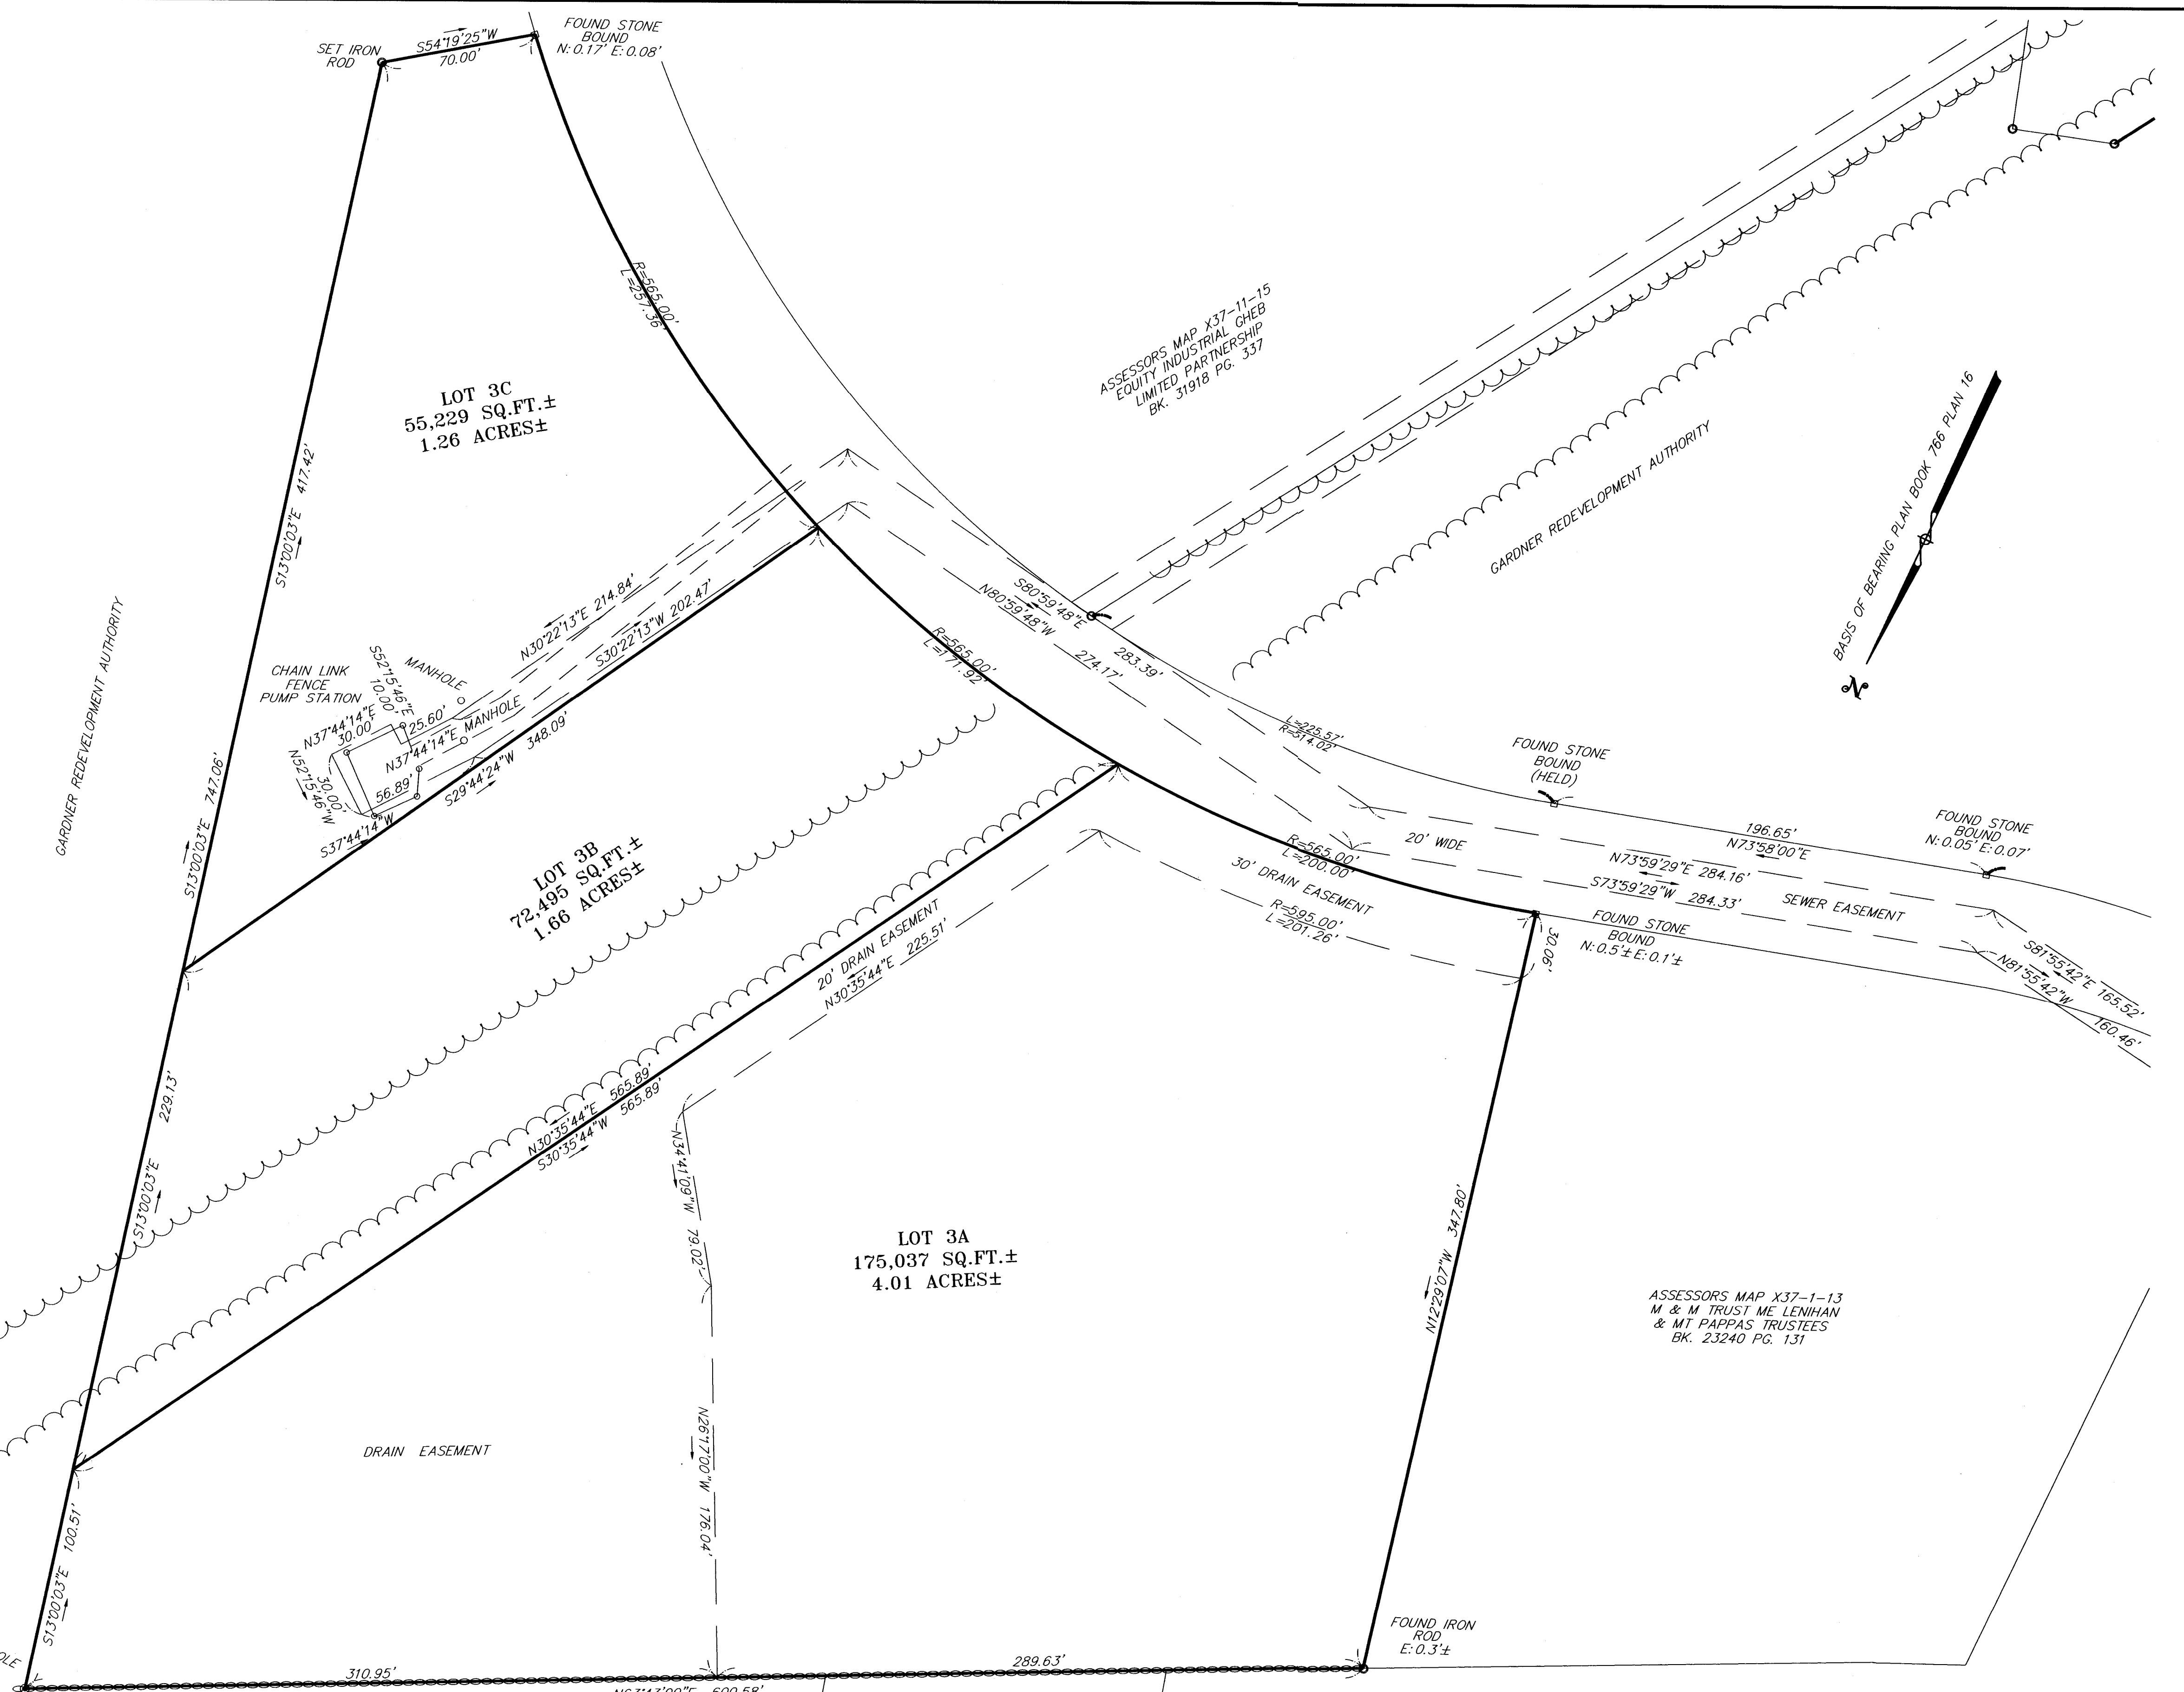 SET IRON
ROD
S54°19'25"W
70.00'
FOUND STONE
BOUND
N: 0.17' E: 0.08'
R=565.00'
L=257.36'
LOT 3C
55,229 SQ.FT.±
1.26 ACRES±
S13°00'03"E 417.42'
ASSESSORS MAP X37-11-15
EQUITY INDUSTRIAL GHEB
LIMITED PARTNERSHIP
BK. 31918 PG. 337
GARDNER REDEVELOPMENT AUTHORITY
BASIS OF BEARING PLAN BOOK 766 PLAN 16
N
GARDNER REDEVELOPMENT AUTHORITY
S13°00'03"E 747.06'
N30°22'13"E 214.84'
S30°22'13"W 202.47'
CHAIN LINK
FENCE
PUMP STATION
S52°15'46"E
10.00'
MANHOLE
MANHOLE
N37°44'14"E
30.00'
25.60'
N37°44'14"E
N52°15'46"W
30.00'
56.89'
S37°44'14"W
S29°44'24"W 348.09'
R=565.00'
L=171.92'
S80°59'48"E
283.39'
N80°59'48"W
274.17'
L=225.57'
R=514.02'
FOUND STONE
BOUND
(HELD)
196.65'
N73°58'00"E
FOUND STONE
BOUND
N: 0.05' E: 0.07'
20' WIDE
N73°59'29"E 284.16'
S73°59'29"W 284.33'
SEWER EASEMENT
R=565.00'
L=200.00'
30' DRAIN EASEMENT
R=595.00'
L=201.26'
FOUND STONE
BOUND
N: 0.5'± E: 0.1'±
30.06'
S81°55'42"E 165.52'
N81°55'42"W
160.46'
LOT 3B
72,495 SQ.FT.±
1.66 ACRES±
20' DRAIN EASEMENT
N30°35'44"E 225.51'
S13°00'03"E 229.13'
N30°35'44"E 565.89'
S30°35'44"W 565.89'
N34°41'09"W 79.02'
LOT 3A
175,037 SQ.FT.±
4.01 ACRES±
N12°29'07"W 347.80'
ASSESSORS MAP X37-1-13
M & M TRUST ME LENIHAN
& MT PAPPAS TRUSTEES
BK. 23240 PG. 131
DRAIN EASEMENT
N26°17'00"W 176.04'
S13°00'03"E 100.51'
FOUND IRON
ROD
E: 0.3'±
310.95'
289.63'
600.58'